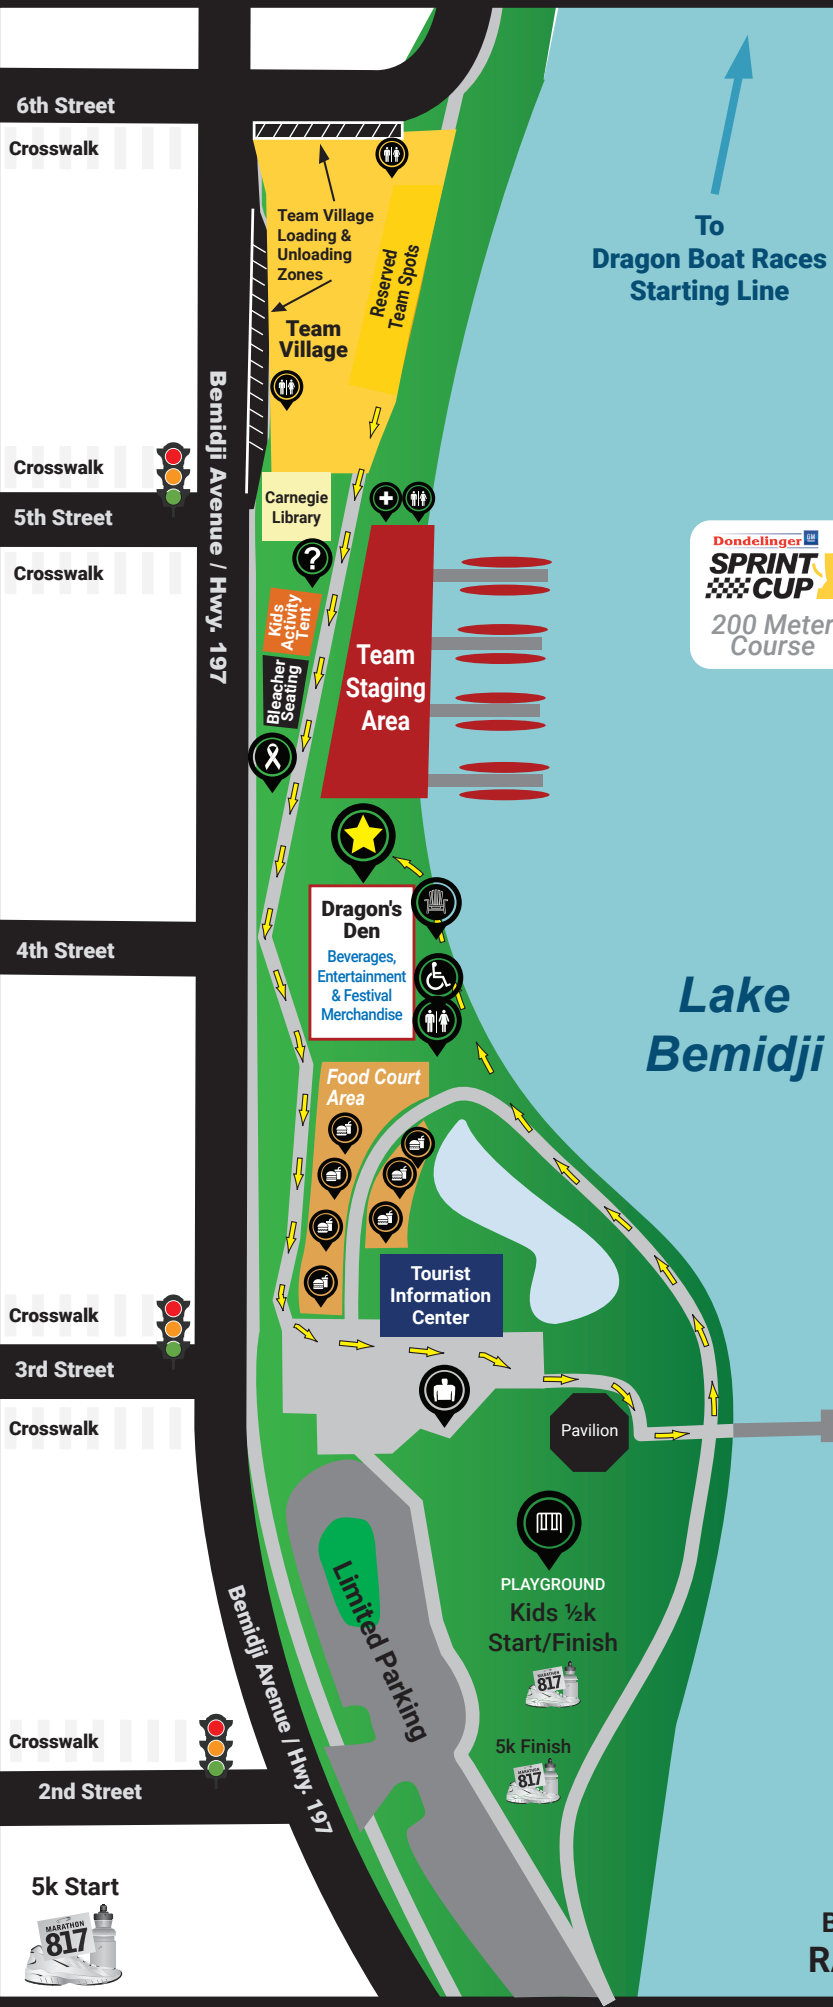 6th Street
Crosswalk
To
Dragon Boat Races
Starting Line
Team Village
Loading &
Unloading
Zones
Reserved
Team Spots
Team
Village
Bemidji Avenue / Hwy. 197
Crosswalk
5th Street
Crosswalk
Carnegie
Library
?
Kids
Activity
Tent
Bleacher
Seating
Team
Staging
Area
Dondelinger GM
SPRINT
CUP
200 Meter
Course
Dragon's
Den
Beverages,
Entertainment
& Festival
Merchandise
4th Street
Lake
Bemidji
Food Court
Area
Tourist
Information
Center
Crosswalk
3rd Street
Crosswalk
Pavilion
Limited Parking
PLAYGROUND
Kids ½k
Start/Finish
MARATHON
817
5k Finish
MARATHON
817
Bemidji Avenue / Hwy. 197
Crosswalk
2nd Street
5k Start
MARATHON
817